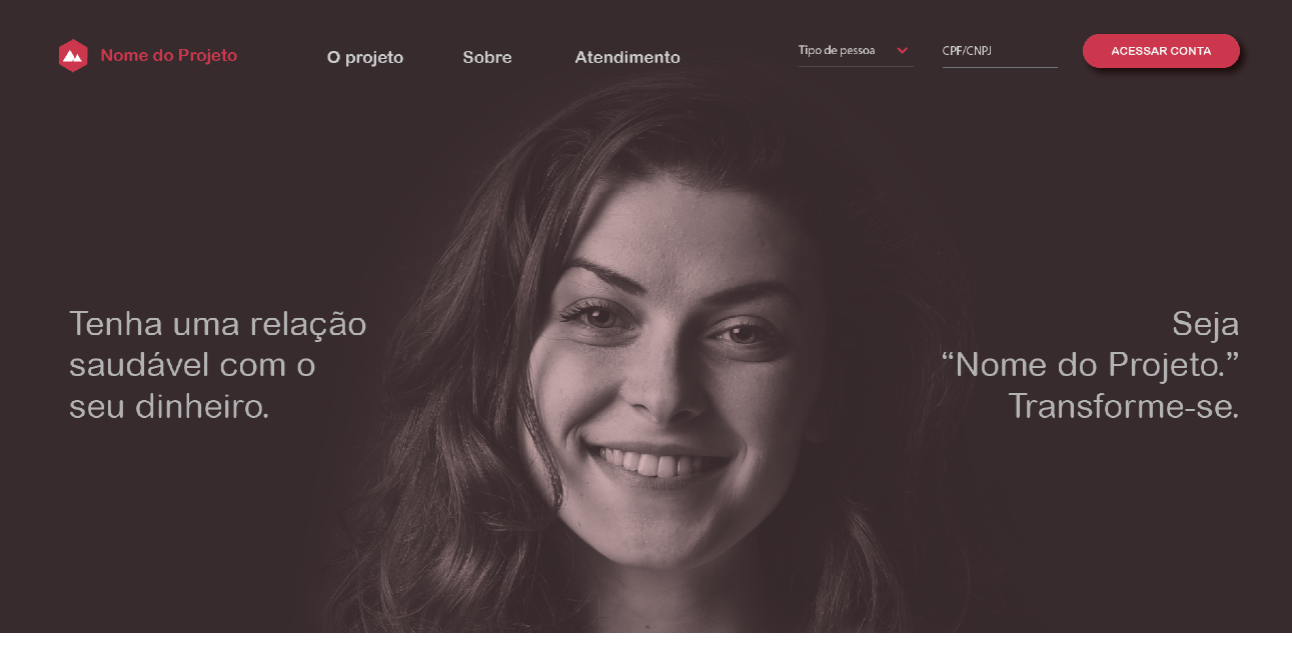 Nome do Projeto
O projeto
Sobre
Atendimento
Tipo de pessoa
CPF/CNPJ
ACESSAR CONTA
Tenha uma relação
saudável com o
seu dinheiro.
Seja
“Nome do Projeto.”
Transforme-se.